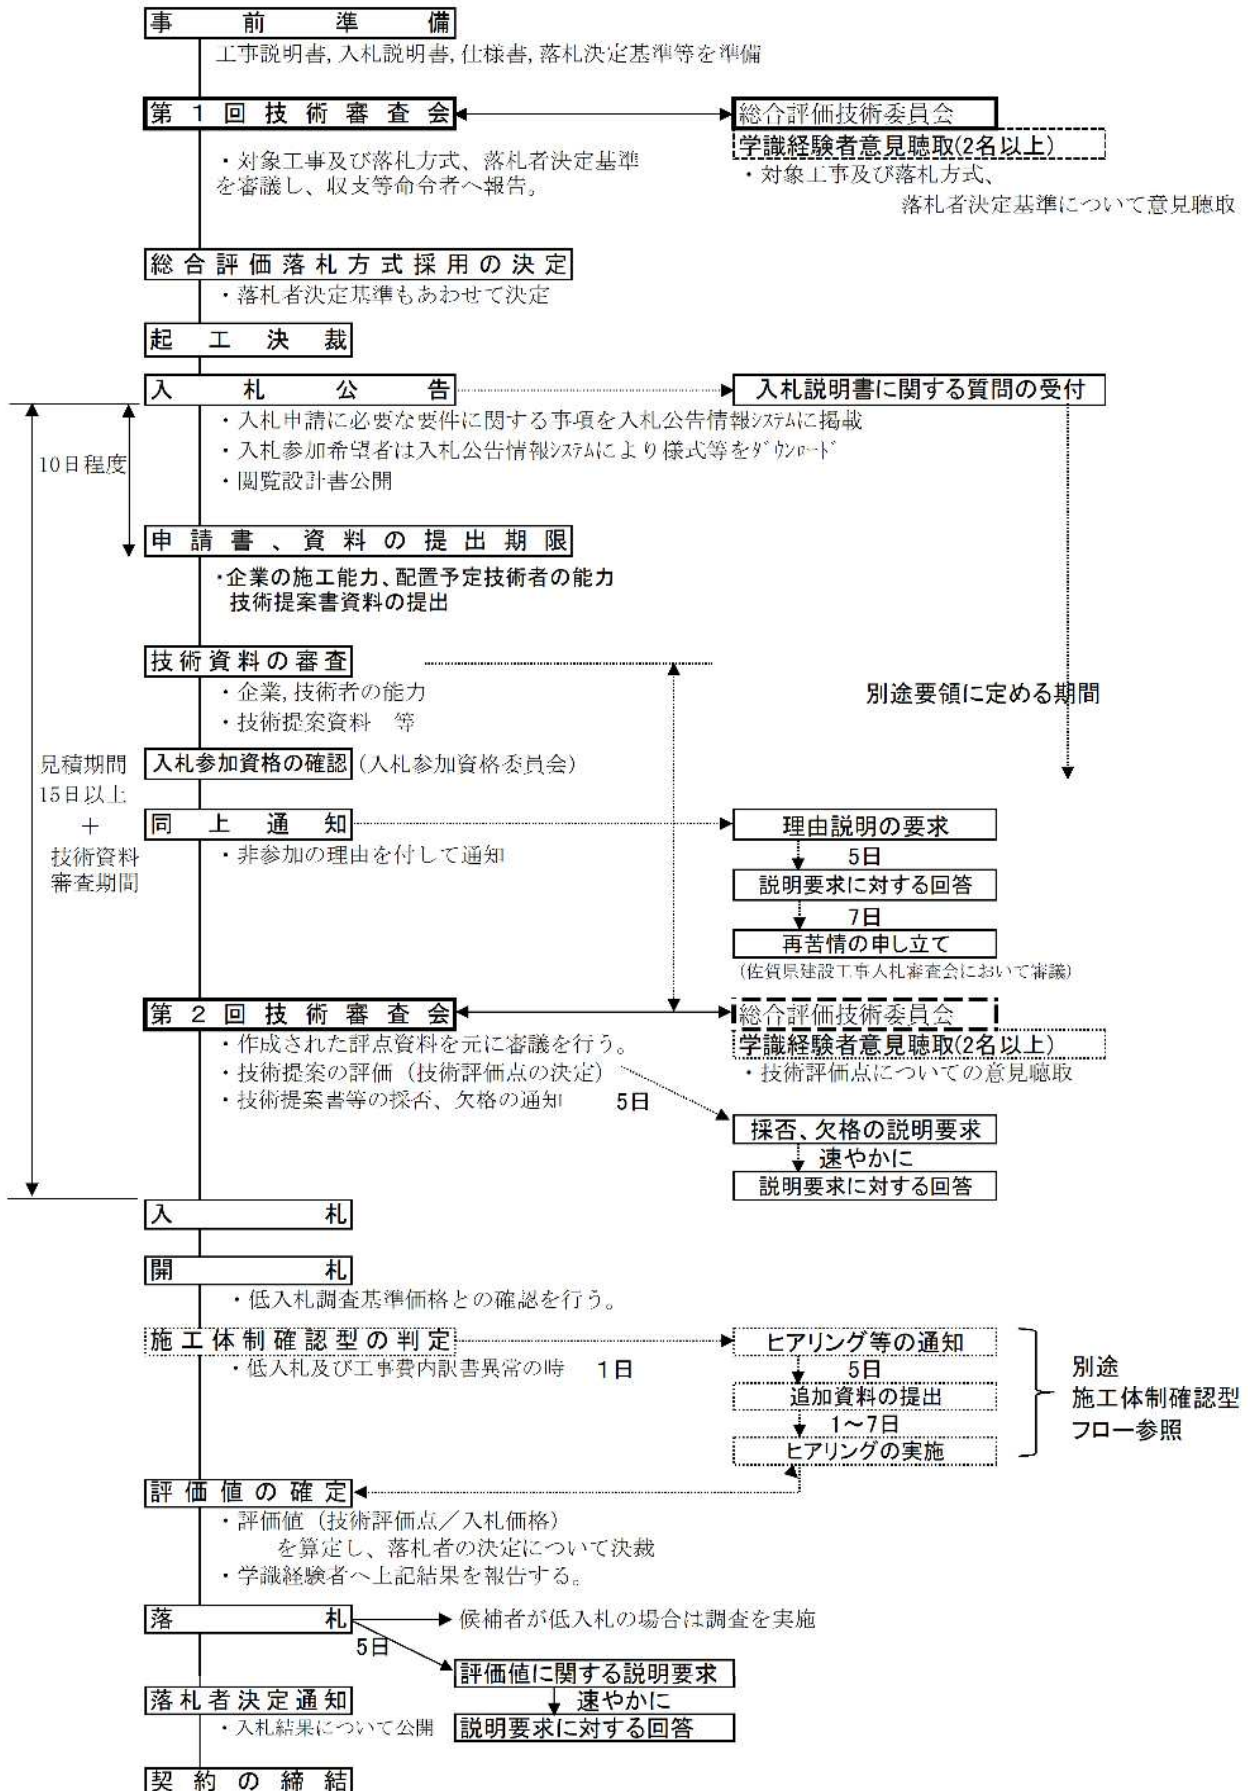 事前準備
工事説明書, 入札説明書, 仕様書, 落札決定基準等を準備
第1回技術審査会
総合評価技術委員会
学識経験者意見聴取(2名以上)
・対象工事及び落札方式、落札者決定基準
を審議し、収支等命令者へ報告。
・対象工事及び落札方式、
落札者決定基準について意見聴取
総合評価落札方式採用の決定
・落札者決定基準もあわせて決定
起工決裁
入札公告
入札説明書に関する質問の受付
・入札申請に必要な要件に関する事項を入札公告情報システムに掲載
・入札参加希望者は入札公告情報システムにより様式等をダウンロード
・閲覧設計書公開
10日程度
申請書、資料の提出期限
・企業の施工能力、配置予定技術者の能力
技術提案書資料の提出
技術資料の審査
・企業, 技術者の能力
・技術提案資料 等
別途要領に定める期間
入札参加資格の確認 (入札参加資格委員会)
見積期間
15日以上
+
技術資料
審査期間
同上通知
・非参加の理由を付して通知
理由説明の要求
5日
説明要求に対する回答
7日
再苦情の申し立て
(佐賀県建設工事入札審査会において審議)
第2回技術審査会
総合評価技術委員会
学識経験者意見聴取(2名以上)
・作成された評点資料を元に審議を行う。
・技術提案の評価（技術評価点の決定）
・技術提案書等の採否、欠格の通知 5日
・技術評価点についての意見聴取
採否、欠格の説明要求
速やかに
説明要求に対する回答
入札
開札
・低入札調査基準価格との確認を行う。
施工体制確認型の判定
・低入札及び工事費内訳書異常の時 1日
ヒアリング等の通知
5日
追加資料の提出
1～7日
ヒアリングの実施
別途
施工体制確認型
フロー参照
評価値の確定
・評価値（技術評価点／入札価格）
を算定し、落札者の決定について決裁
・学識経験者へ上記結果を報告する。
落札
候補者が低入札の場合は調査を実施
5日
評価値に関する説明要求
速やかに
説明要求に対する回答
落札者決定通知
・入札結果について公開
契約の締結